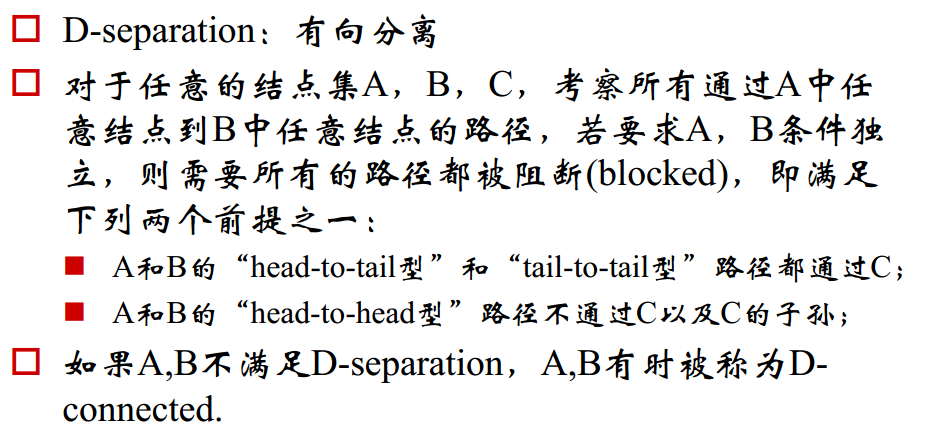 D-separation：有向分离
对于任意的结点集A，B，C，考察所有通过A中任
意结点到B中任意结点的路径，若要求A，B条件独
立，则需要所有的路径都被阻断(blocked)，即满足
下列两个前提之一：
A和B的“head-to-tail型”和“tail-to-tail型”路径都通过C；
A和B的“head-to-head型”路径不通过C以及C的子孙；
如果A,B不满足D-separation，A,B有时被称为D-
connected.